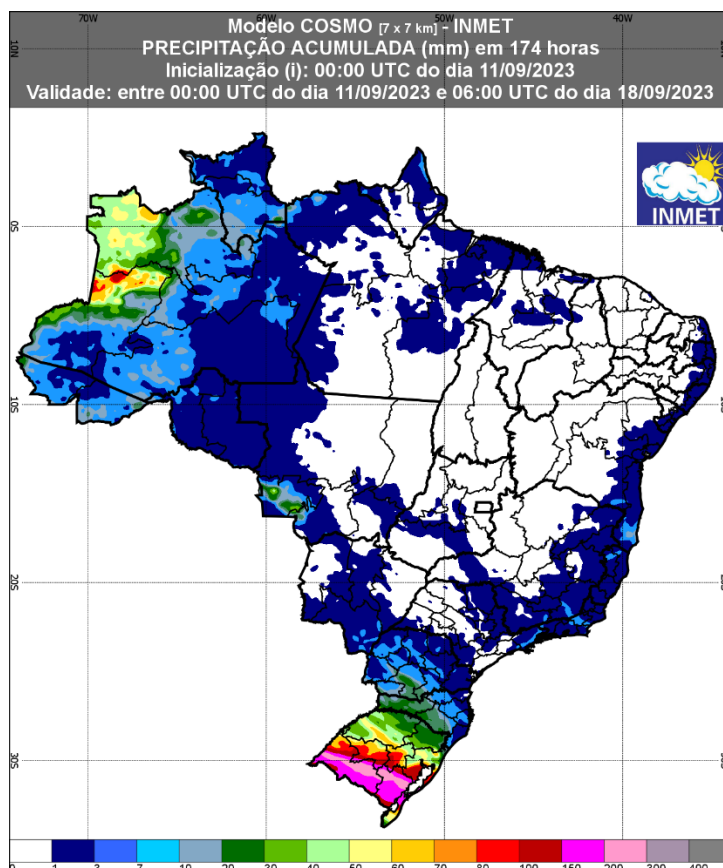 Modelo COSMO [7 x 7 km] - INMET
PRECIPITAÇÃO ACUMULADA (mm) em 174 horas
Inicialização (i): 00:00 UTC do dia 11/09/2023
Validade: entre 00:00 UTC do dia 11/09/2023 e 06:00 UTC do dia 18/09/2023
70W 60W 50W 40W
10N
INMET
0S
10S
20S
30S
0 1 3 7 10 20 30 40 50 60 70 80 100 150 200 300 400